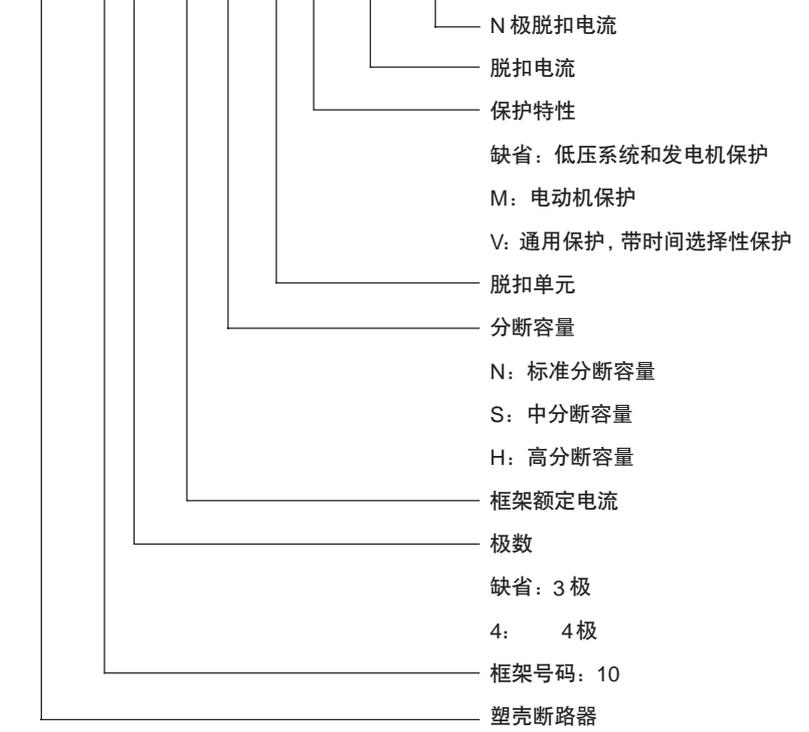 N 极脱扣电流
脱扣电流
保护特性
缺省：低压系统和发电机保护
M：电动机保护
V：通用保护，带时间选择性保护
脱扣单元
分断容量
N：标准分断容量
S：中分断容量
H：高分断容量
框架额定电流
极数
缺省：3 极
4： 4极
框架号码：10
塑壳断路器